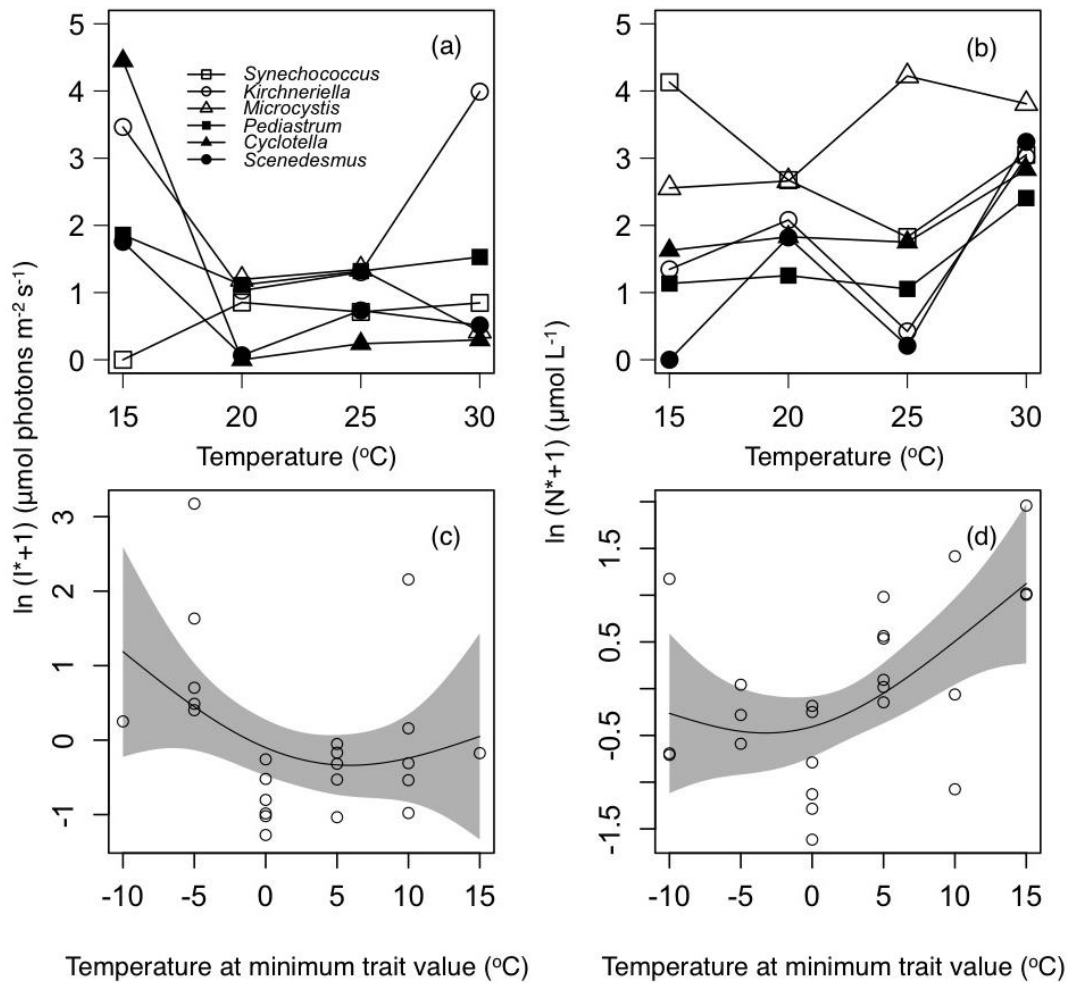 (a)
Synechococcus
Kirchneriella
Microcystis
Pediastrum
Cyclotella
Scenedesmus
5
4
3
2
1
0
15 20 25 30
Temperature (°C)
(b)
5
4
3
2
1
0
15 20 25 30
Temperature (°C)
ln (I*+1) (μmol photons m⁻² s⁻¹)
ln (N*+1) (μmol L⁻¹)
(c)
3
2
1
0
-1
-10 -5 0 5 10 15
Temperature at minimum trait value (°C)
(d)
1.5
0.5
-0.5
-1.5
-10 -5 0 5 10 15
Temperature at minimum trait value (°C)